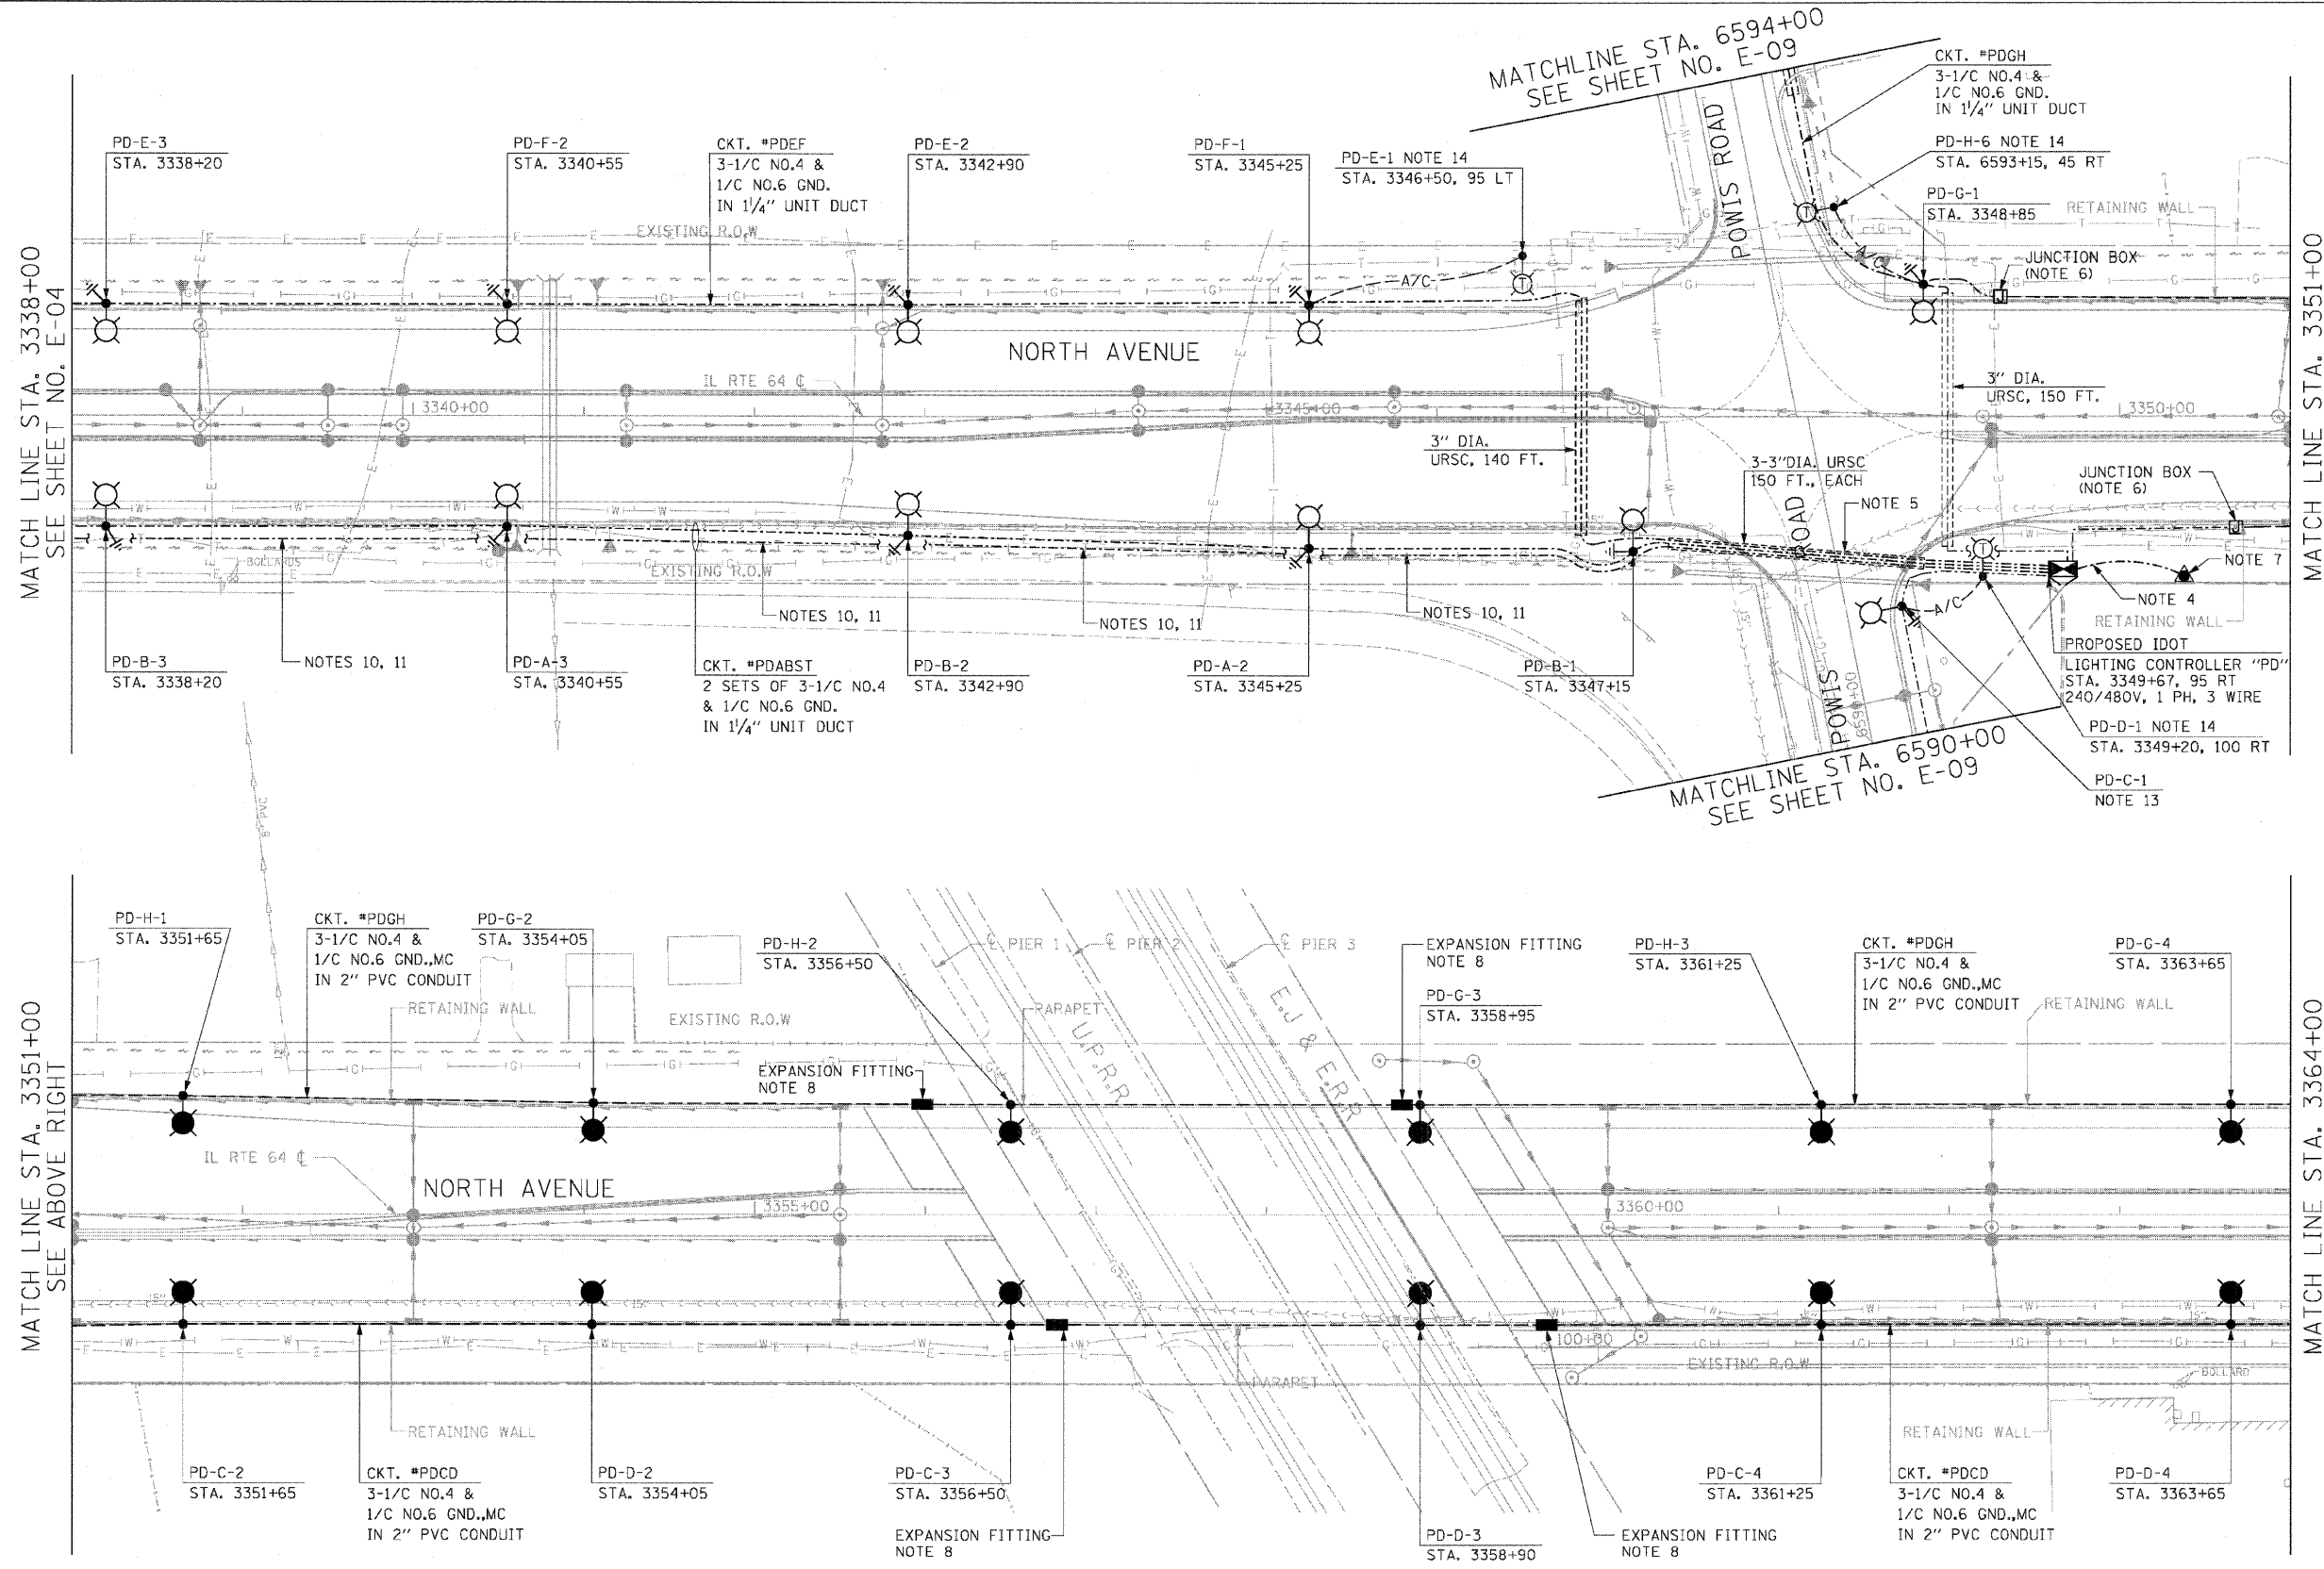 MATCHLINE STA. 6594+00
SEE SHEET NO. E-09
CKT. #PDGH
3-1/C NO.4 &
1/C NO.6 GND.
IN 1¼" UNIT DUCT
PD-E-3
STA. 3338+20
PD-F-2
STA. 3340+55
CKT. #PDEF
3-1/C NO.4 &
1/C NO.6 GND.
IN 1¼" UNIT DUCT
PD-E-2
STA. 3342+90
PD-F-1
STA. 3345+25
PD-E-1 NOTE 14
STA. 3346+50, 95 LT
POWIS ROAD
PD-H-6 NOTE 14
STA. 6593+15, 45 RT
PD-G-1
STA. 3348+85
RETAINING WALL
EXISTING R.O.W
JUNCTION BOX
(NOTE 6)
A/C
A/C
MATCH LINE STA. 3338+00
SEE SHEET NO. E-04
MATCH LINE STA. 3351+00
NORTH AVENUE
IL RTE 64 ℄
3340+00
3345+00
3350+00
3" DIA.
URSC, 150 FT.
3" DIA.
URSC, 140 FT.
3-3"DIA. URSC
150 FT., EACH
NOTE 5
JUNCTION BOX
(NOTE 6)
BOLLARDS
EXISTING R.O.W
NOTE 7
NOTE 4
A/C
RETAINING WALL
NOTES 10, 11
NOTES 10, 11
NOTES 10, 11
NOTES 10, 11
PD-B-3
STA. 3338+20
PD-A-3
STA. 3340+55
CKT. #PDABST
2 SETS OF 3-1/C NO.4
& 1/C NO.6 GND.
IN 1¼" UNIT DUCT
PD-B-2
STA. 3342+90
PD-A-2
STA. 3345+25
PD-B-1
STA. 3347+15
POWIS ROAD
6590+00
PROPOSED IDOT
LIGHTING CONTROLLER "PD"
STA. 3349+67, 95 RT
240/480V, 1 PH, 3 WIRE
PD-D-1 NOTE 14
STA. 3349+20, 100 RT
PD-C-1
NOTE 13
MATCHLINE STA. 6590+00
SEE SHEET NO. E-09
8" PVC
PD-H-1
STA. 3351+65
CKT. #PDGH
3-1/C NO.4 &
1/C NO.6 GND.,MC
IN 2" PVC CONDUIT
PD-G-2
STA. 3354+05
PD-H-2
STA. 3356+50
℄ PIER 1
℄ PIER 2
℄ PIER 3
EXPANSION FITTING
NOTE 8
PD-G-3
STA. 3358+95
PD-H-3
STA. 3361+25
CKT. #PDGH
3-1/C NO.4 &
1/C NO.6 GND.,MC
IN 2" PVC CONDUIT
PD-G-4
STA. 3363+65
RETAINING WALL
EXISTING R.O.W
PARAPET
RETAINING WALL
U.P.R.R
E.J & E.R.R
EXPANSION FITTING
NOTE 8
MATCH LINE STA. 3351+00
SEE ABOVE RIGHT
MATCH LINE STA. 3364+00
IL RTE 64 ℄
NORTH AVENUE
3355+00
3360+00
100+00
EXISTING R.O.W
PARAPET
BOLLARD
RETAINING WALL
RETAINING WALL
PD-C-2
STA. 3351+65
CKT. #PDCD
3-1/C NO.4 &
1/C NO.6 GND.,MC
IN 2" PVC CONDUIT
PD-D-2
STA. 3354+05
PD-C-3
STA. 3356+50
EXPANSION FITTING
NOTE 8
PD-D-3
STA. 3358+90
EXPANSION FITTING
NOTE 8
PD-C-4
STA. 3361+25
CKT. #PDCD
3-1/C NO.4 &
1/C NO.6 GND.,MC
IN 2" PVC CONDUIT
PD-D-4
STA. 3363+65